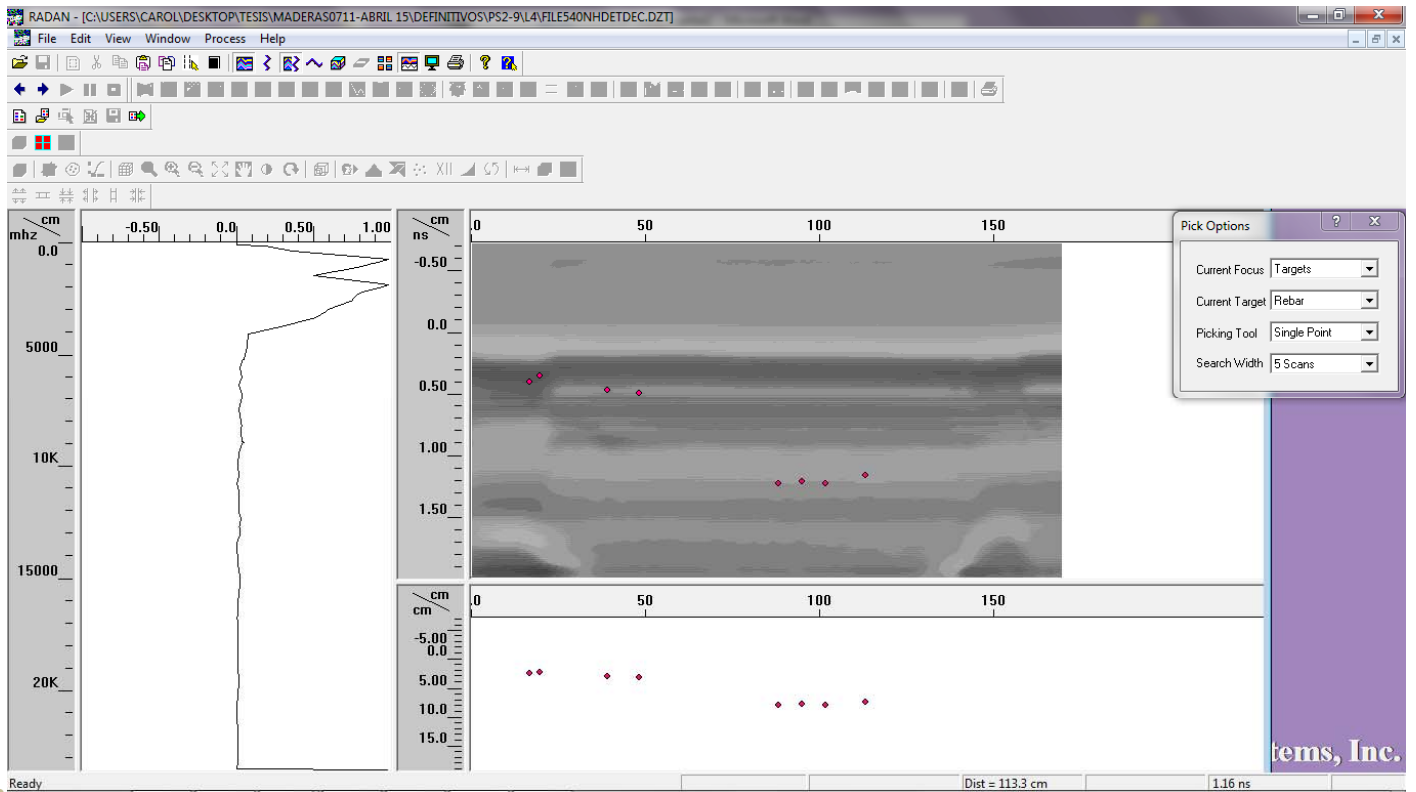 RADAN - [C:\USERS\CAROL\DESKTOP\TESIS\MADERAS0711-ABRIL 15\DEFINITIVOS\PS2-9\L4\FILE540NHDETDEC.DZT]
File Edit View Window Process Help
XII
cm
mhz
-0.50 0.0 0.50 1.00
0.0
5000
10K
15000
20K
cm
ns
.0 50 100 150
-0.50
0.0
0.50
1.00
1.50
Pick Options
Current Focus Targets
Current Target Rebar
Picking Tool Single Point
Search Width 5 Scans
cm
cm
.0 50 100 150
-5.00
0.0
5.00
10.0
15.0
tems, Inc.
Ready Dist = 113.3 cm 1.16 ns